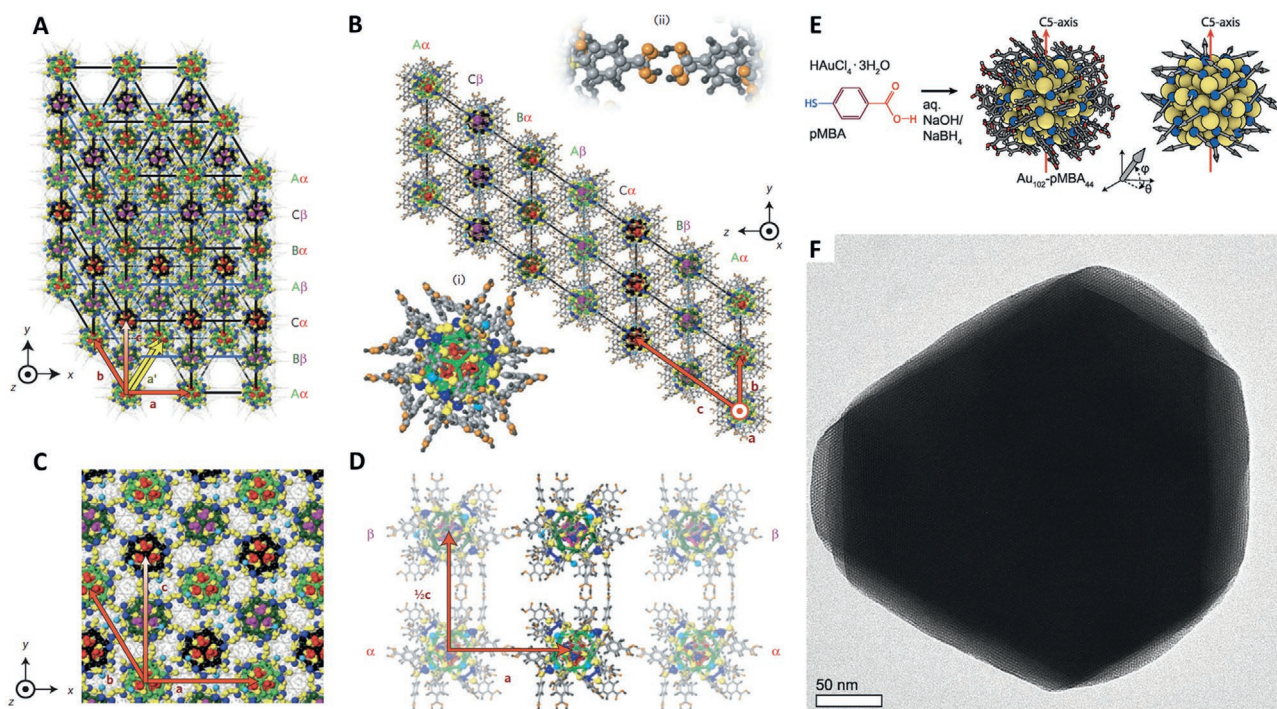 A
Aα
Cβ
Bα
Aβ
Cα
Bβ
Aα
c
b
a'
a
y
z
x
B
(ii)
Aα
Cβ
Bα
Aβ
Cα
Bβ
Aα
y
z
x
(i)
c
b
a
C
c
b
a
y
z
x
D
β
β
½c
α
α
a
E
C5-axis
C5-axis
HAuCl4 · 3H2O
HS
O
O-H
pMBA
aq.
NaOH/
NaBH4
Au102-pMBA44
φ
θ
F
50 nm